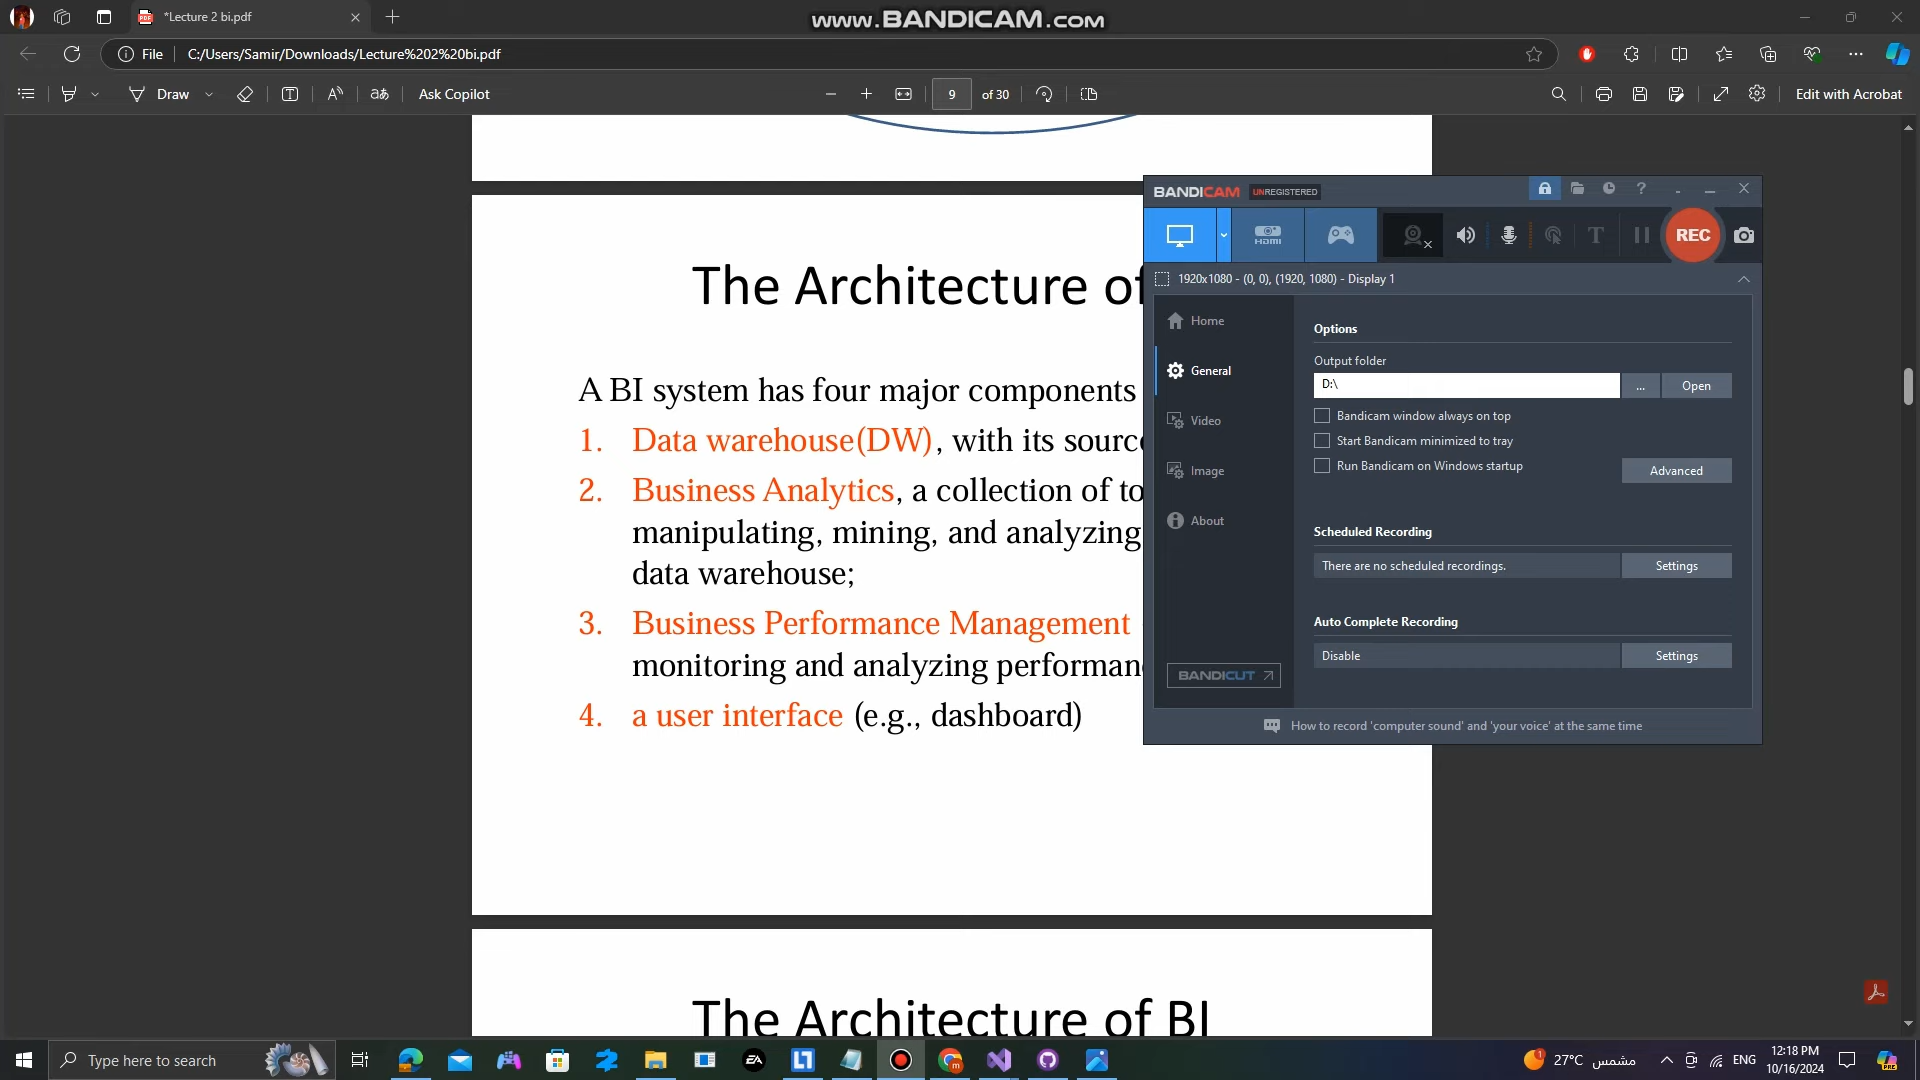 *Lecture 2 bi.pdf
www.BANDICAM.com
File
C:/Users/Samir/Downloads/Lecture%202%20bi.pdf
Draw
aあ
Ask Copilot
9
of 30
Edit with Acrobat
The Architecture of
A BI system has four major components
1. Data warehouse(DW), with its sourc
2. Business Analytics, a collection of to
manipulating, mining, and analyzing
data warehouse;
3. Business Performance Management
monitoring and analyzing performan
4. a user interface (e.g., dashboard)
The Architecture of BI
BANDICAM
UNREGISTERED
HDMI
REC
1920x1080 - (0, 0), (1920, 1080) - Display 1
Home
General
Video
Image
About
BANDICUT
Options
Output folder
D:\
...
Open
Bandicam window always on top
Start Bandicam minimized to tray
Run Bandicam on Windows startup
Advanced
Scheduled Recording
There are no scheduled recordings.
Settings
Auto Complete Recording
Disable
Settings
How to record 'computer sound' and 'your voice' at the same time
Type here to search
EA
27°C
مشمس
ENG
12:18 PM
10/16/2024